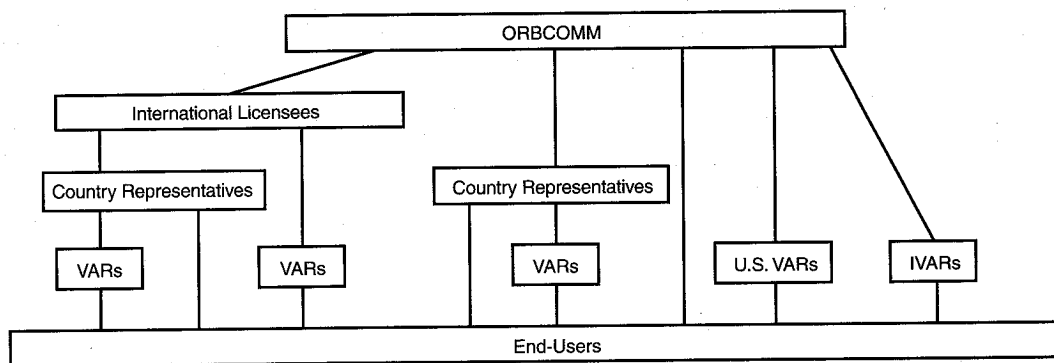 ORBCOMM
International Licensees
Country Representatives
Country Representatives
VARs
VARs
VARs
U.S. VARs
IVARs
End-Users